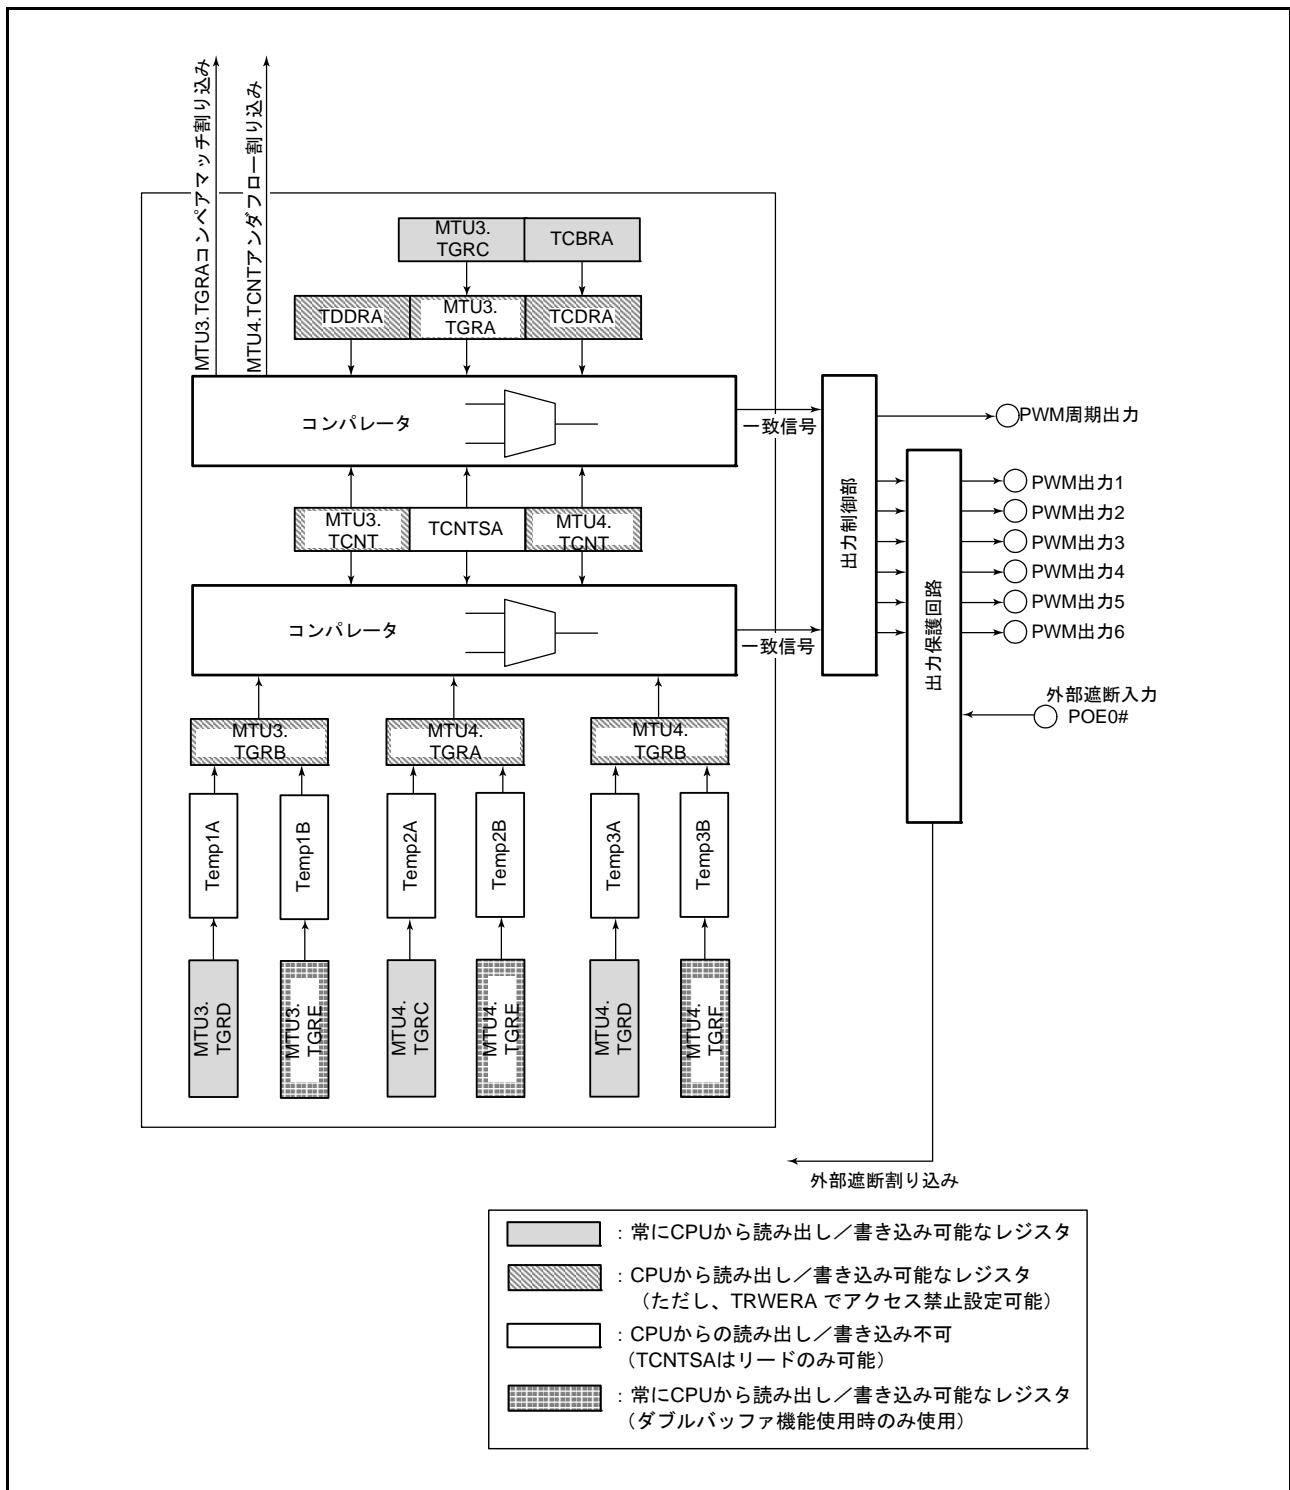 MTU3.TGRAコンペアマッチ割り込み
MTU4.TCNTアンダフロー割り込み
MTU3.
TGRC
TCBRA
TDDRA
MTU3.
TGRA
TCDRA
コンパレータ
一致信号
MTU3.
TCNT
TCNTSA
MTU4.
TCNT
コンパレータ
一致信号
出力制御部
出力保護回路
PWM周期出力
PWM出力1
PWM出力2
PWM出力3
PWM出力4
PWM出力5
PWM出力6
外部遮断入力
POE0#
MTU3.
TGRB
MTU4.
TGRA
MTU4.
TGRB
Temp1A
Temp1B
Temp2A
Temp2B
Temp3A
Temp3B
MTU3.
TGRD
MTU3.
TGRE
MTU4.
TGRC
MTU4.
TGRE
MTU4.
TGRD
MTU4.
TGRF
外部遮断割り込み
：常にCPUから読み出し／書き込み可能なレジスタ
：CPUから読み出し／書き込み可能なレジスタ
（ただし、TRWERA でアクセス禁止設定可能）
：CPUからの読み出し／書き込み不可
（TCNTSAはリードのみ可能）
：常にCPUから読み出し／書き込み可能なレジスタ
（ダブルバッファ機能使用時のみ使用）